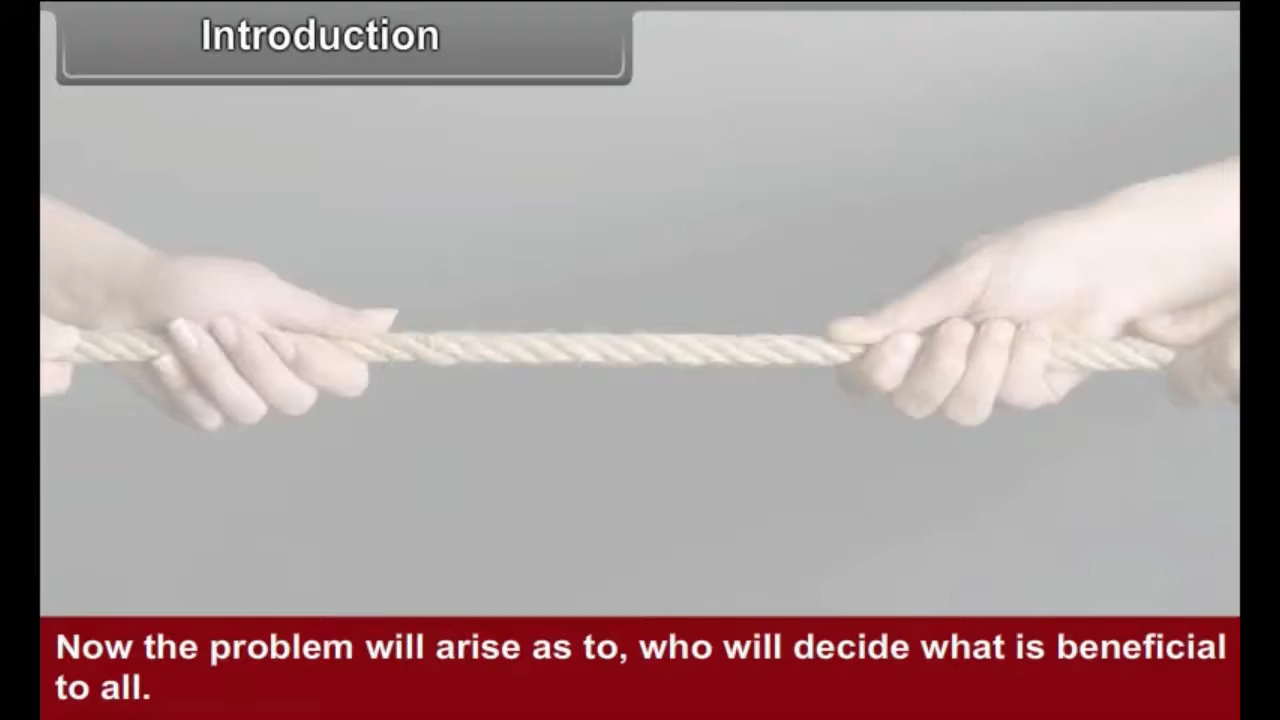 Introduction
Now the problem will arise as to, who will decide what is beneficial
to all.